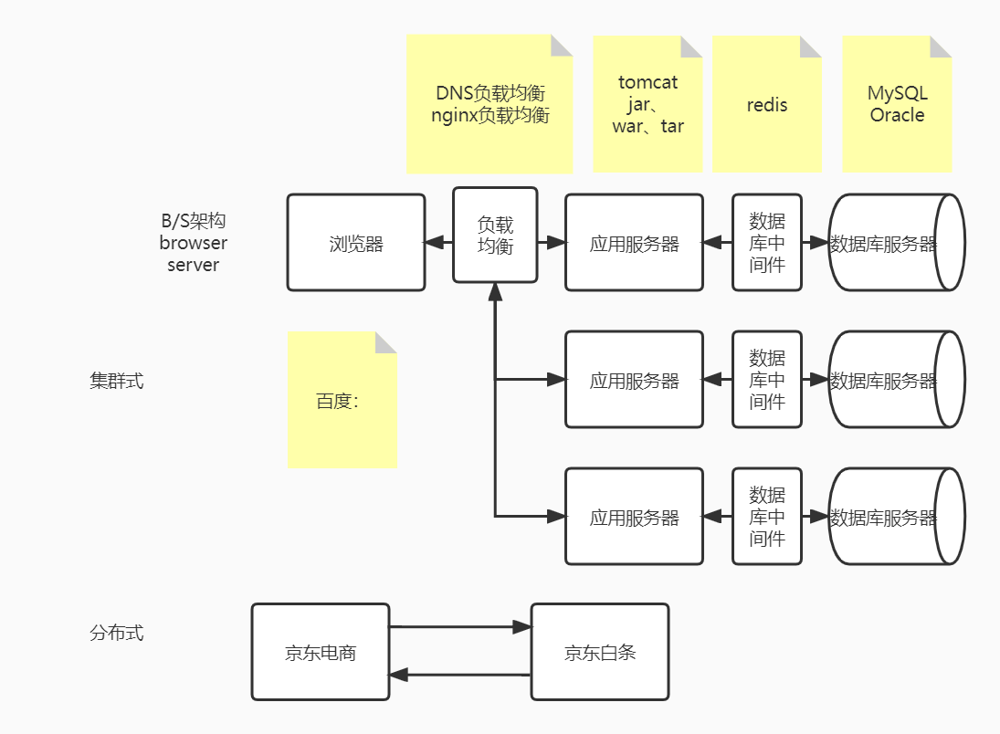 DNS负载均衡
nginx负载均衡
tomcat
jar、
war、tar
redis
MySQL
Oracle
B/S架构
browser
server
浏览器
负载
均衡
应用服务器
数据
库中
间件
数据库服务器
集群式
百度：
应用服务器
数据
库中
间件
数据库服务器
应用服务器
数据
库中
间件
数据库服务器
分布式
京东电商
京东白条